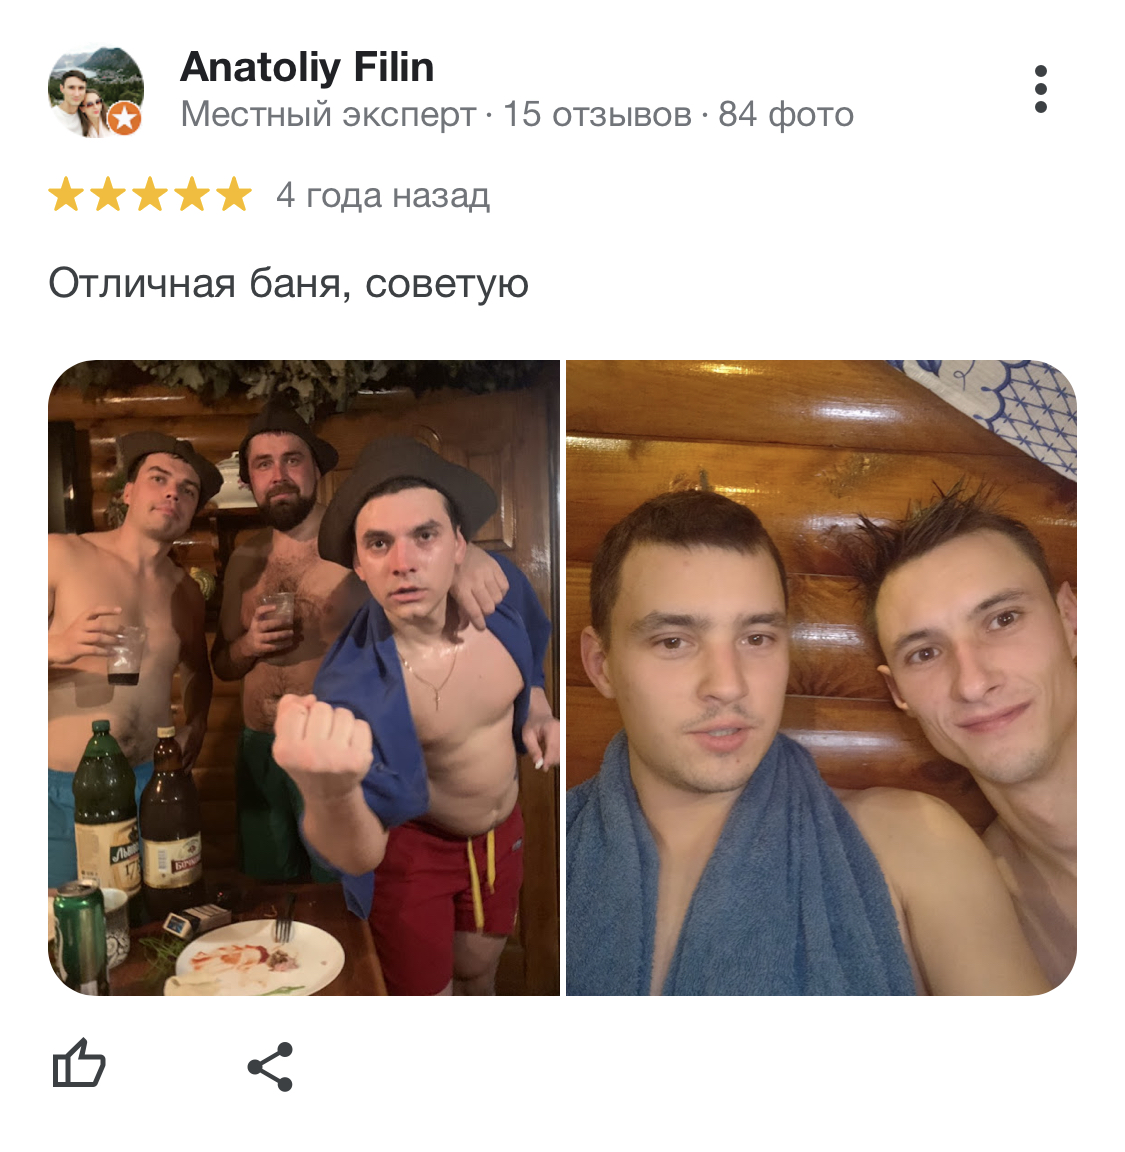 Anatoliy Filin
Местный эксперт · 15 отзывов · 84 фото
4 года назад
Отличная баня, советую